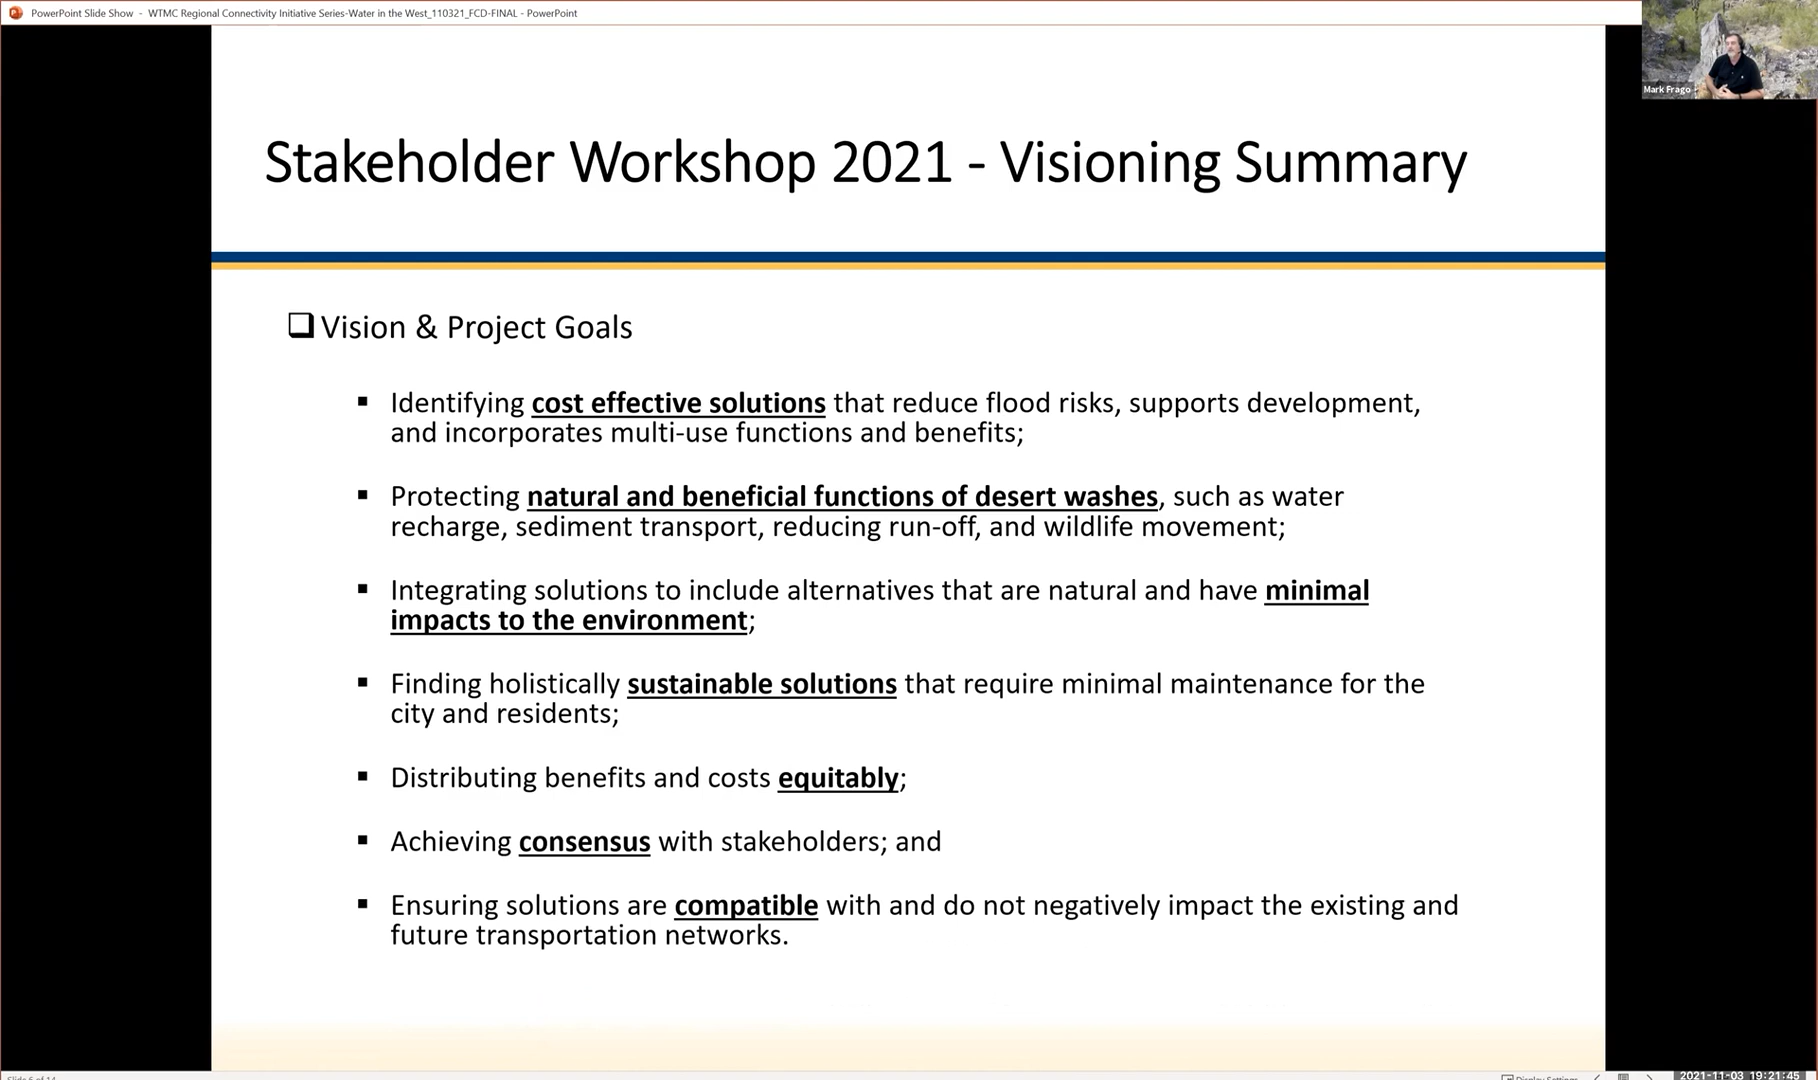 PowerPoint Slide Show - WTMC Regional Connectivity Initiative Series-Water in the West_110321_FCD-FINAL - PowerPoint
Mark Frago
Stakeholder Workshop 2021 - Visioning Summary
❑ Vision & Project Goals
▪ Identifying cost effective solutions that reduce flood risks, supports development,
and incorporates multi-use functions and benefits;
▪ Protecting natural and beneficial functions of desert washes, such as water
recharge, sediment transport, reducing run-off, and wildlife movement;
▪ Integrating solutions to include alternatives that are natural and have minimal
impacts to the environment;
▪ Finding holistically sustainable solutions that require minimal maintenance for the
city and residents;
▪ Distributing benefits and costs equitably;
▪ Achieving consensus with stakeholders; and
▪ Ensuring solutions are compatible with and do not negatively impact the existing and
future transportation networks.
Slide 6 of 14
Display Settings
2021-11-03 19:21:45